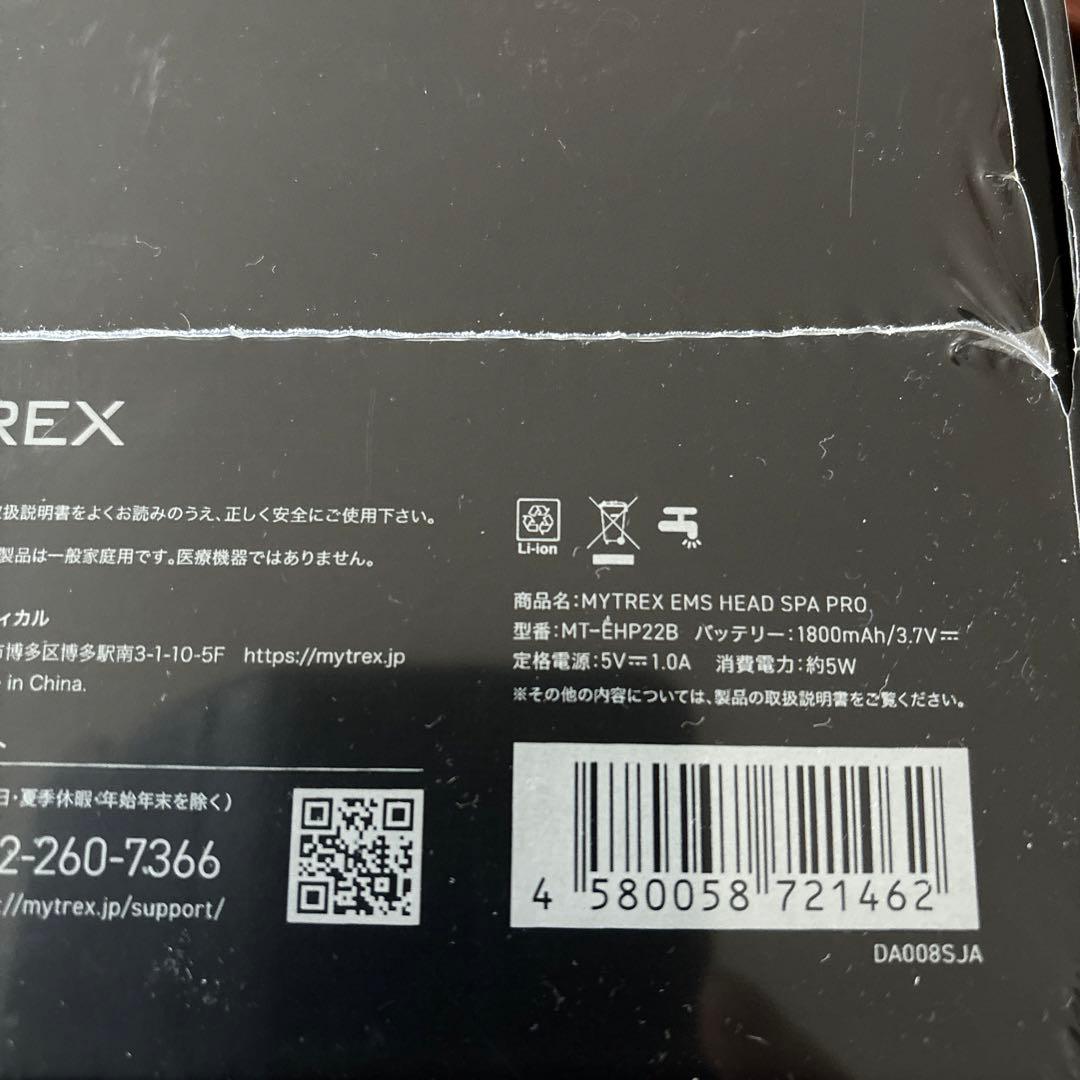 REX
扱説明書をよくお読みのうえ、正しく安全にご使用下さい。
製品は一般家庭用です。医療機器ではありません。
ィカル
市博多区博多駅南3-1-10-5F https://mytrex.jp
in China.
日・夏季休暇・年始年末を除く)
2-260-7366
://mytrex.jp/support/
Li-ion
商品名:MYTREX EMS HEAD SPA PRO
型番:MT-EHP22B バッテリー:1800mAh/3.7V⎓
定格電源:5V⎓1.0A 消費電力:約5W
※その他の内容については、製品の取扱説明書をご覧ください。
4 580058 721462
DA008SJA